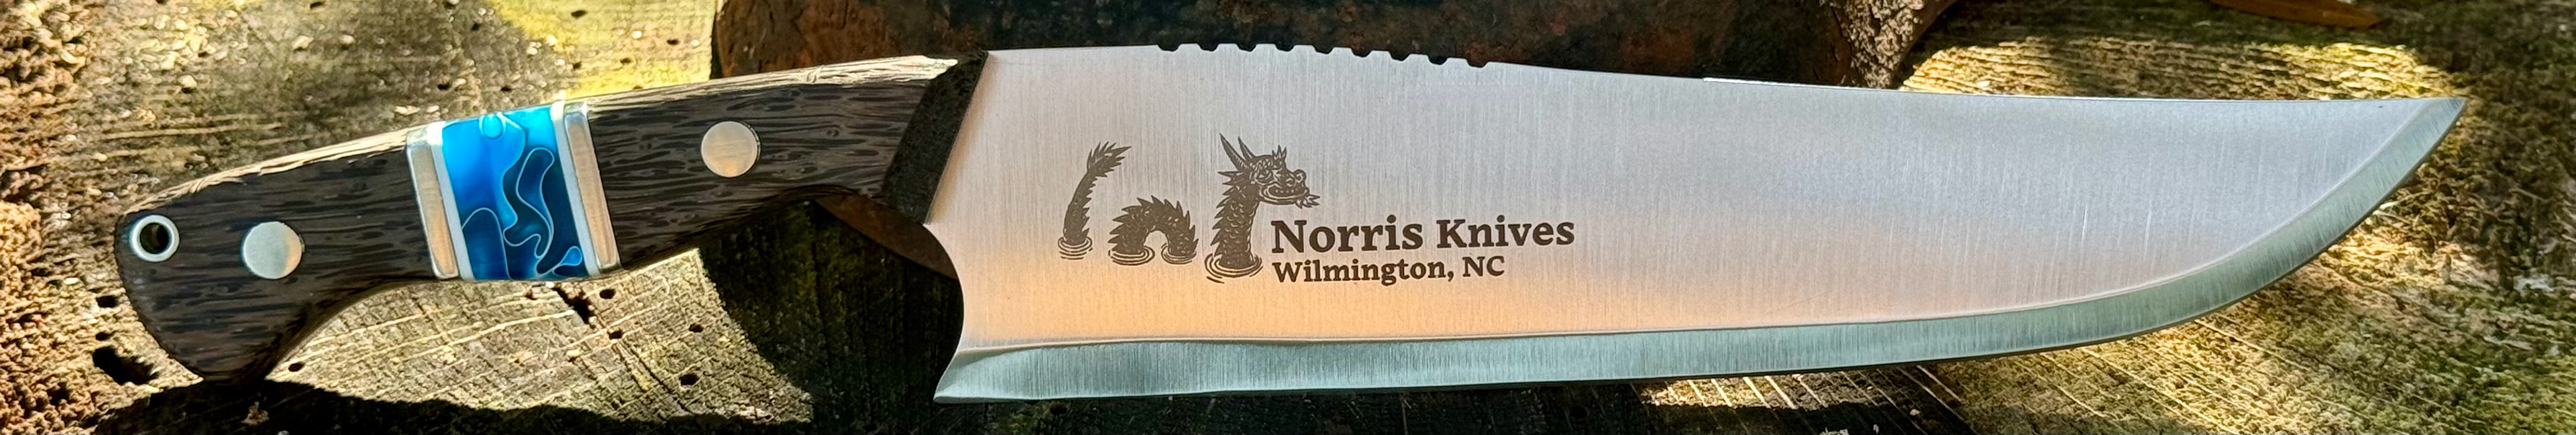 Norris Knives
Wilmington, NC